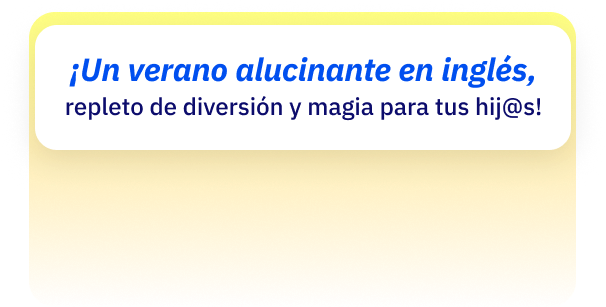 ¡Un verano alucinante en inglés,
repleto de diversión y magia para tus hij@s!